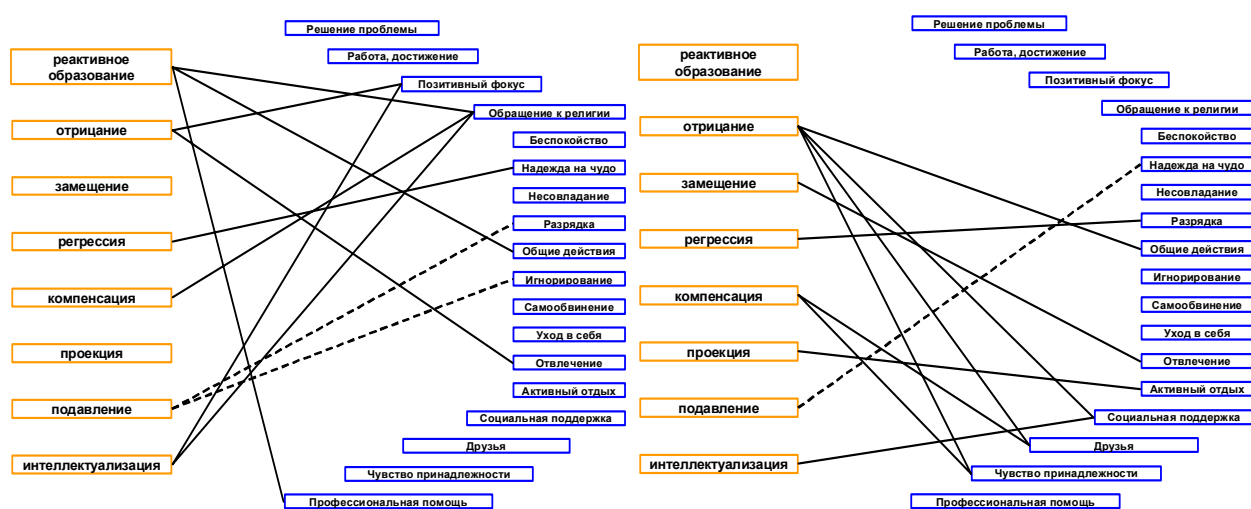 Решение проблемы
Работа, достижение
реактивное
образование
Позитивный фокус
Обращение к религии
отрицание
Беспокойство
Надежда на чудо
замещение
Несовладание
Разрядка
регрессия
Общие действия
Игнорирование
компенсация
Самообвинение
Уход в себя
проекция
Отвлечение
Активный отдых
подавление
Социальная поддержка
Друзья
интеллектуализация
Чувство принадлежности
Профессиональная помощь
Решение проблемы
Работа, достижение
реактивное
образование
Позитивный фокус
Обращение к религии
отрицание
Беспокойство
Надежда на чудо
замещение
Несовладание
Разрядка
регрессия
Общие действия
Игнорирование
компенсация
Самообвинение
Уход в себя
проекция
Отвлечение
Активный отдых
подавление
Социальная поддержка
Друзья
интеллектуализация
Чувство принадлежности
Профессиональная помощь